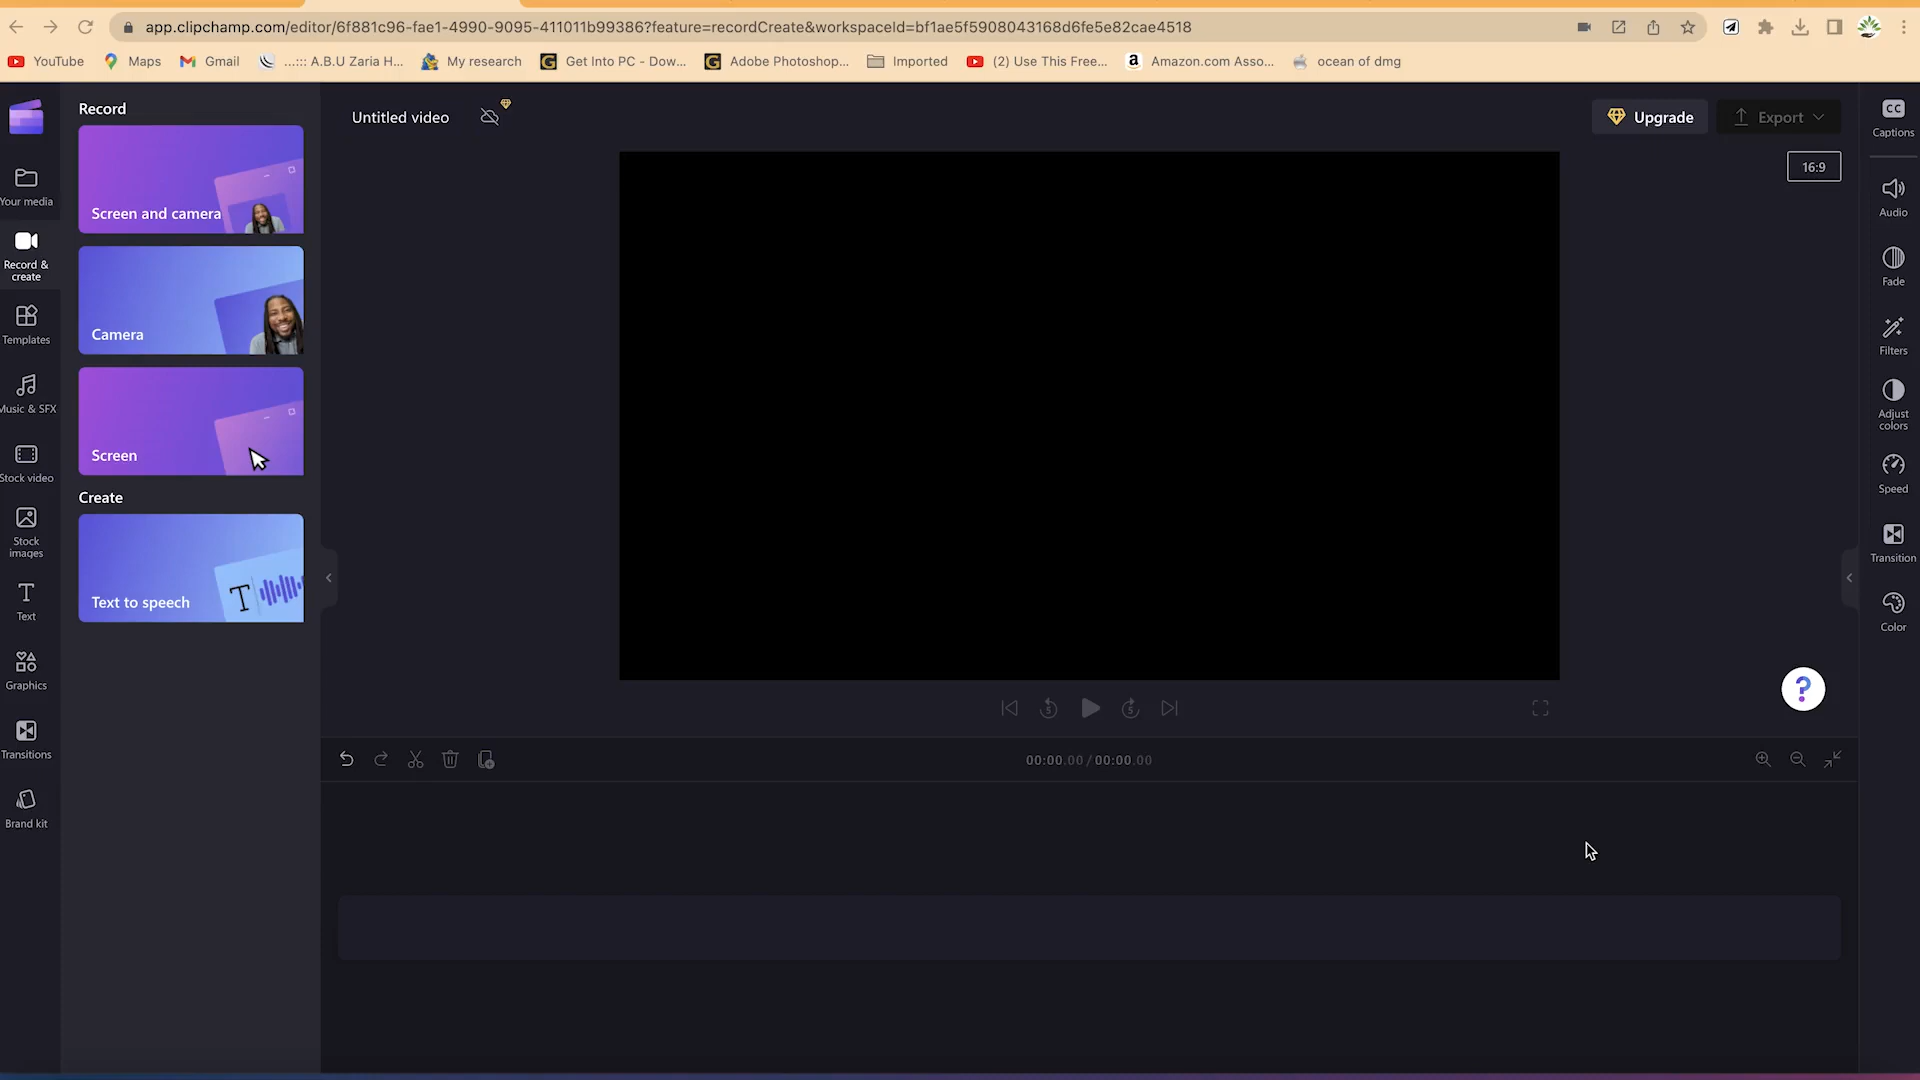 app.clipchamp.com/editor/6f881c96-fae1-4990-9095-411011b99386?feature=recordCreate&workspaceId=bf1ae5f5908043168d6fe5e82cae4518
YouTube Maps Gmail ...::: A.B.U Zaria H... My research Get Into PC - Dow... Adobe Photoshop... Imported (2) Use This Free... Amazon.com Asso... ocean of dmg
Record
Screen and camera
Camera
Screen
Create
Text to speech
Your media
Record &
create
Templates
Music & SFX
Stock video
Stock
images
Text
Graphics
Transitions
Brand kit
Untitled video
Upgrade
Export
16:9
5
5
?
00:00.00 / 00:00.00
CC
Captions
Audio
Fade
Filters
Adjust
colors
Speed
Transition
Color